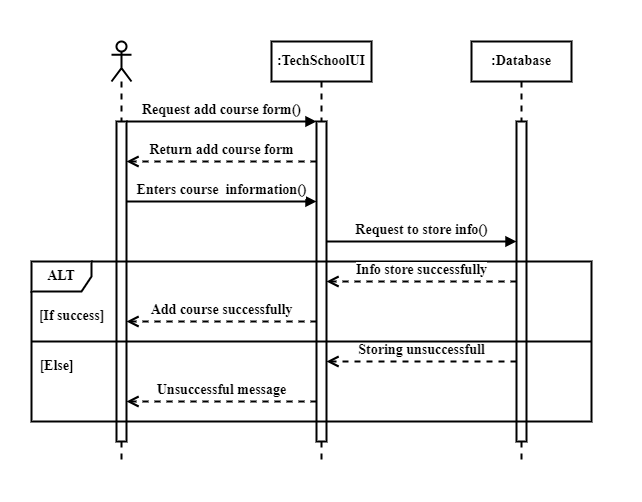 :TechSchoolUI
:Database
Request add course form()
Return add course form
Enters course information()
Request to store info()
ALT
Info store successfully
[If success]
Add course successfully
Storing unsuccessfull
[Else]
Unsuccessful message